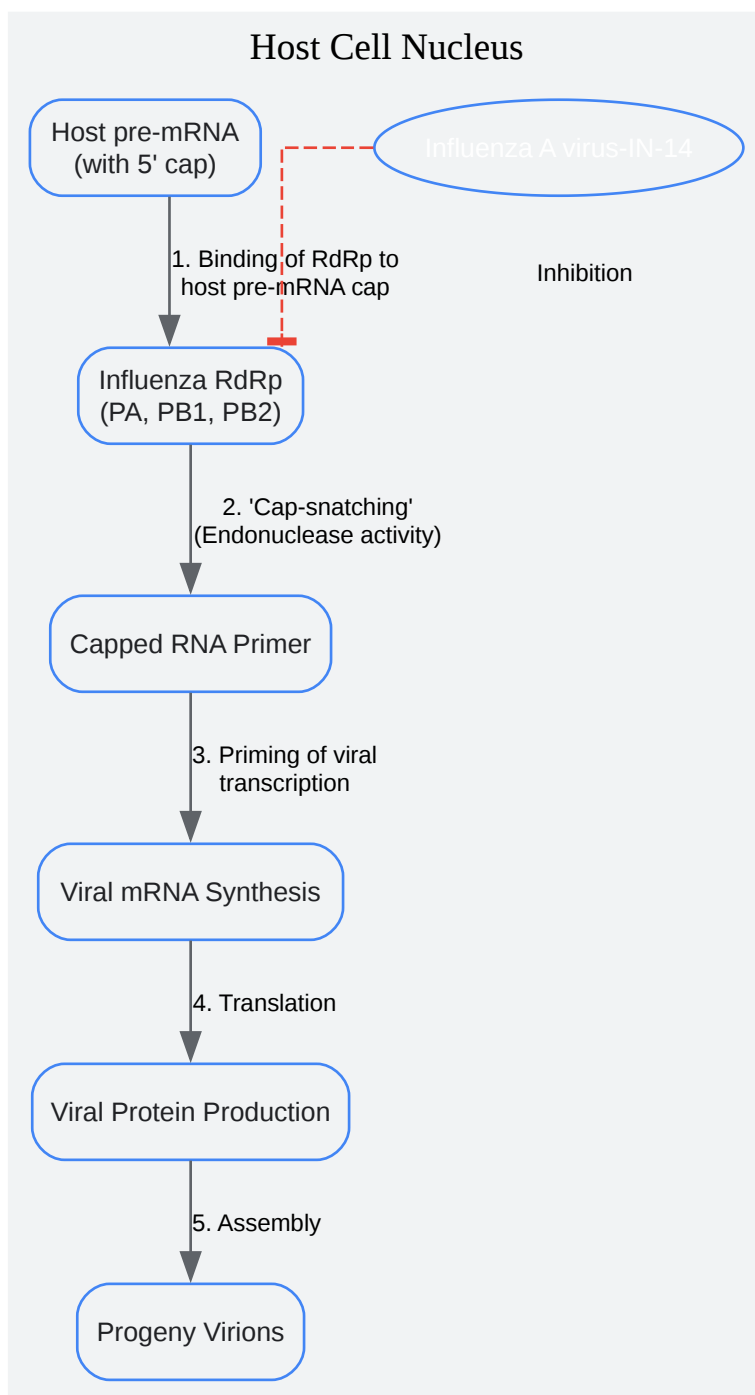 Host Cell Nucleus
Host pre-mRNA
(with 5' cap)
Influenza A virus-IN-14
1. Binding of RdRp to
host pre-mRNA cap
Inhibition
Influenza RdRp
(PA, PB1, PB2)
2. 'Cap-snatching'
(Endonuclease activity)
Capped RNA Primer
3. Priming of viral
transcription
Viral mRNA Synthesis
4. Translation
Viral Protein Production
5. Assembly
Progeny Virions